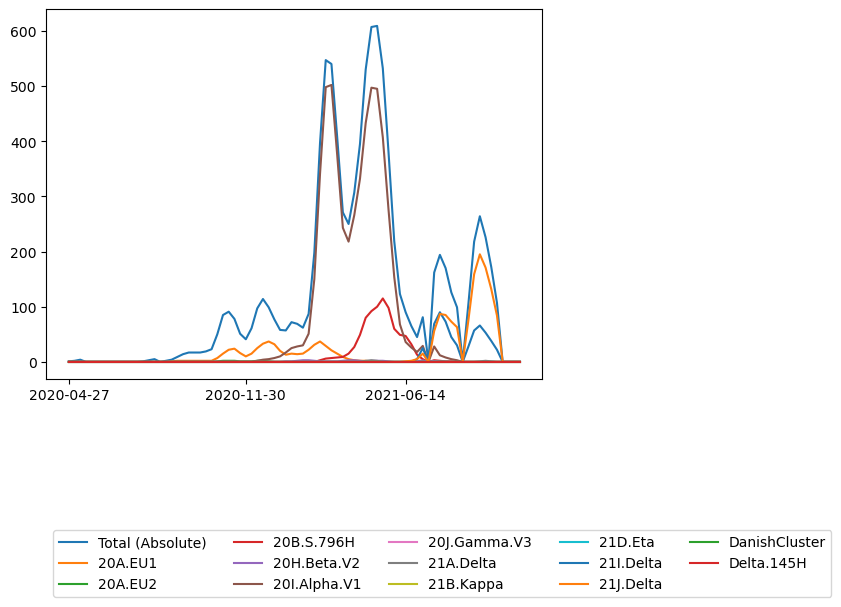 600
500
400
300
200
100
0
2020-04-27 2020-11-30 2021-06-14
Total (Absolute) 20B.S.796H 20J.Gamma.V3 21D.Eta DanishCluster
20A.EU1 20H.Beta.V2 21A.Delta 21I.Delta Delta.145H
20A.EU2 20I.Alpha.V1 21B.Kappa 21J.Delta